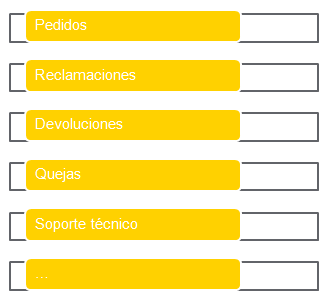 Pedidos
Reclamaciones
Devoluciones
Quejas
Soporte técnico
...